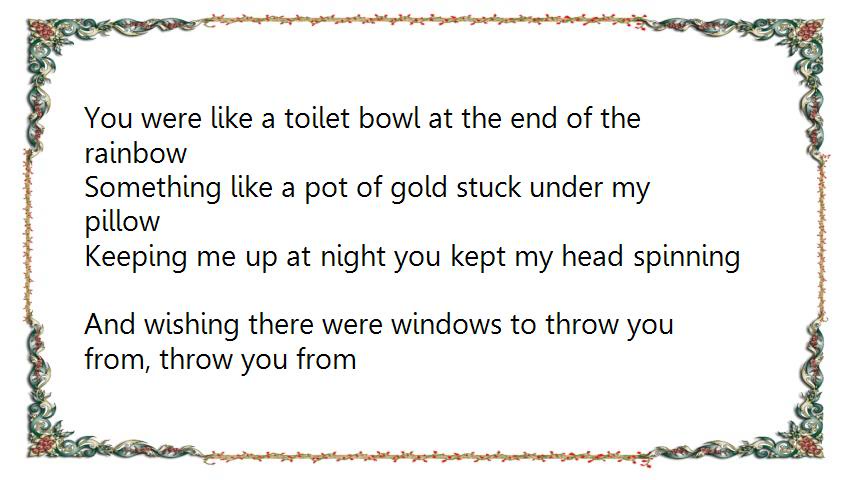 You were like a toilet bowl at the end of the
rainbow
Something like a pot of gold stuck under my
pillow
Keeping me up at night you kept my head spinning
And wishing there were windows to throw you
from, throw you from